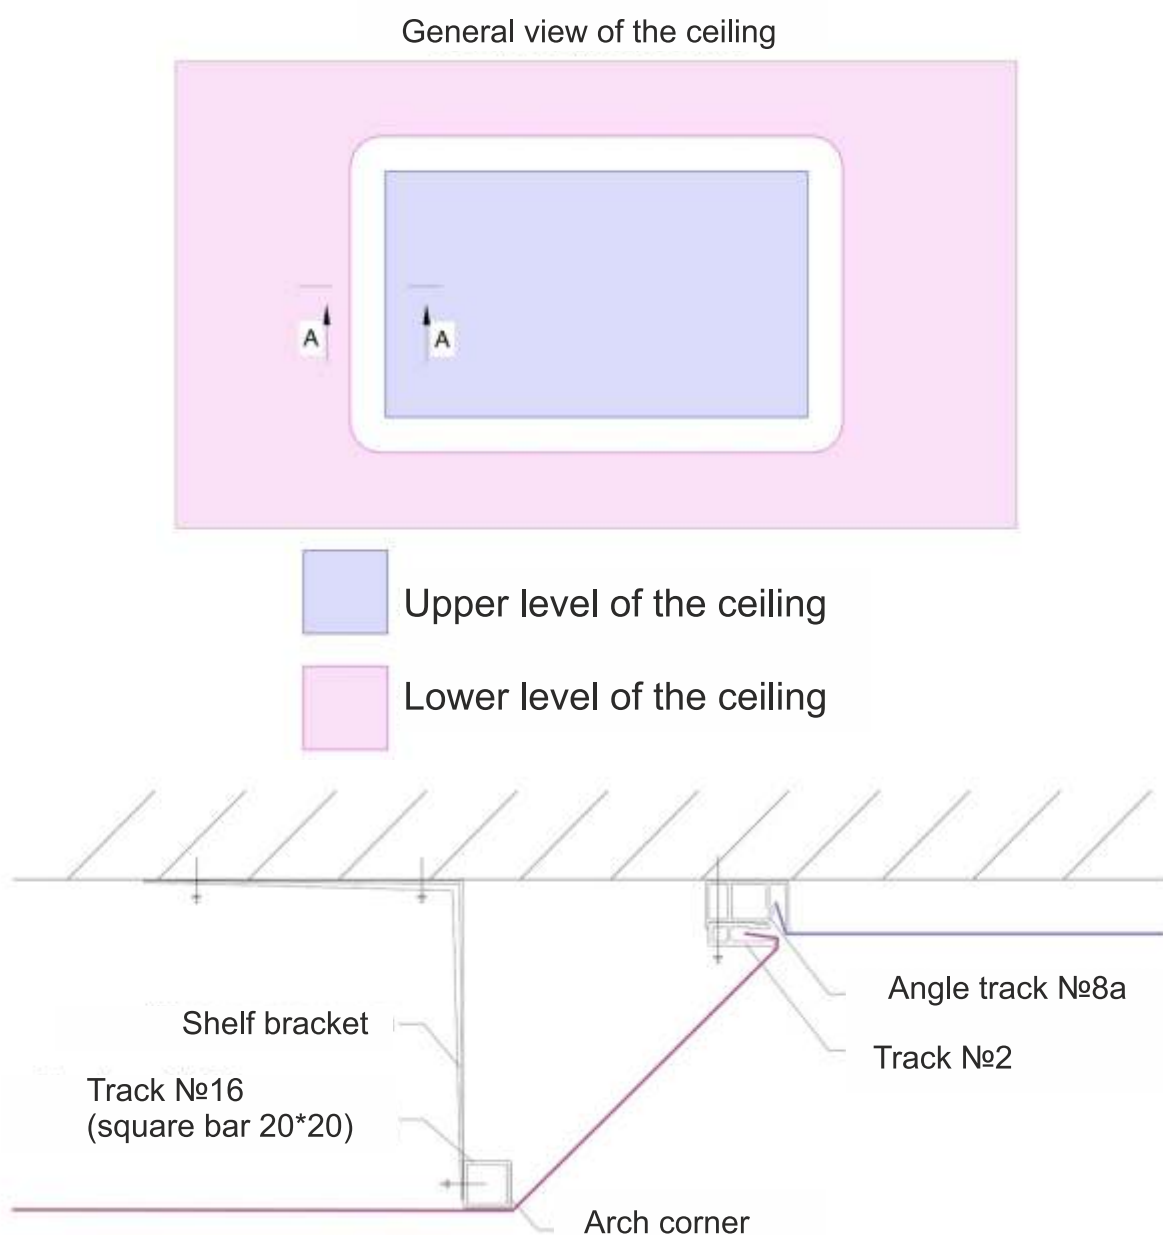 General view of the ceiling
A
A
Upper level of the ceiling
Lower level of the ceiling
Angle track №8a
Shelf bracket
Track №2
Track №16
(square bar 20*20)
Arch corner